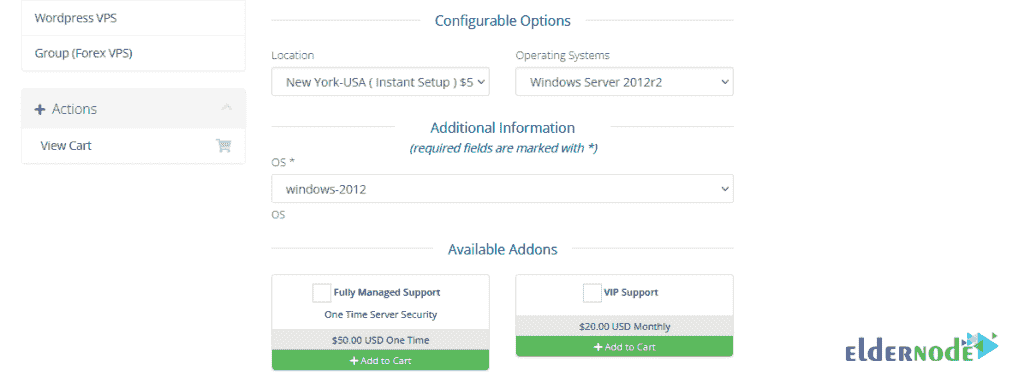 Wordpress VPS
Group (Forex VPS)
Actions
View Cart
Configurable Options
Location
Operating Systems
New York-USA ( Instant Setup ) $5
Windows Server 2012r2
Additional Information
(required fields are marked with *)
OS *
windows-2012
OS
Available Addons
Fully Managed Support
One Time Server Security
$50.00 USD One Time
+ Add to Cart
VIP Support
$20.00 USD Monthly
+ Add to Cart
ELDERNODE